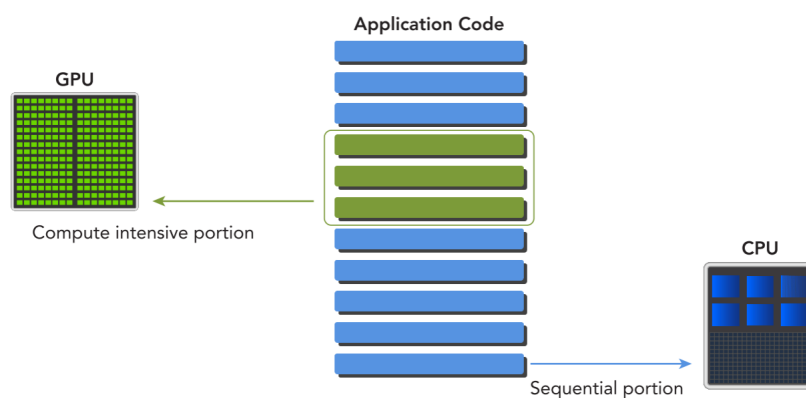 Application Code
GPU
Compute intensive portion
CPU
Sequential portion